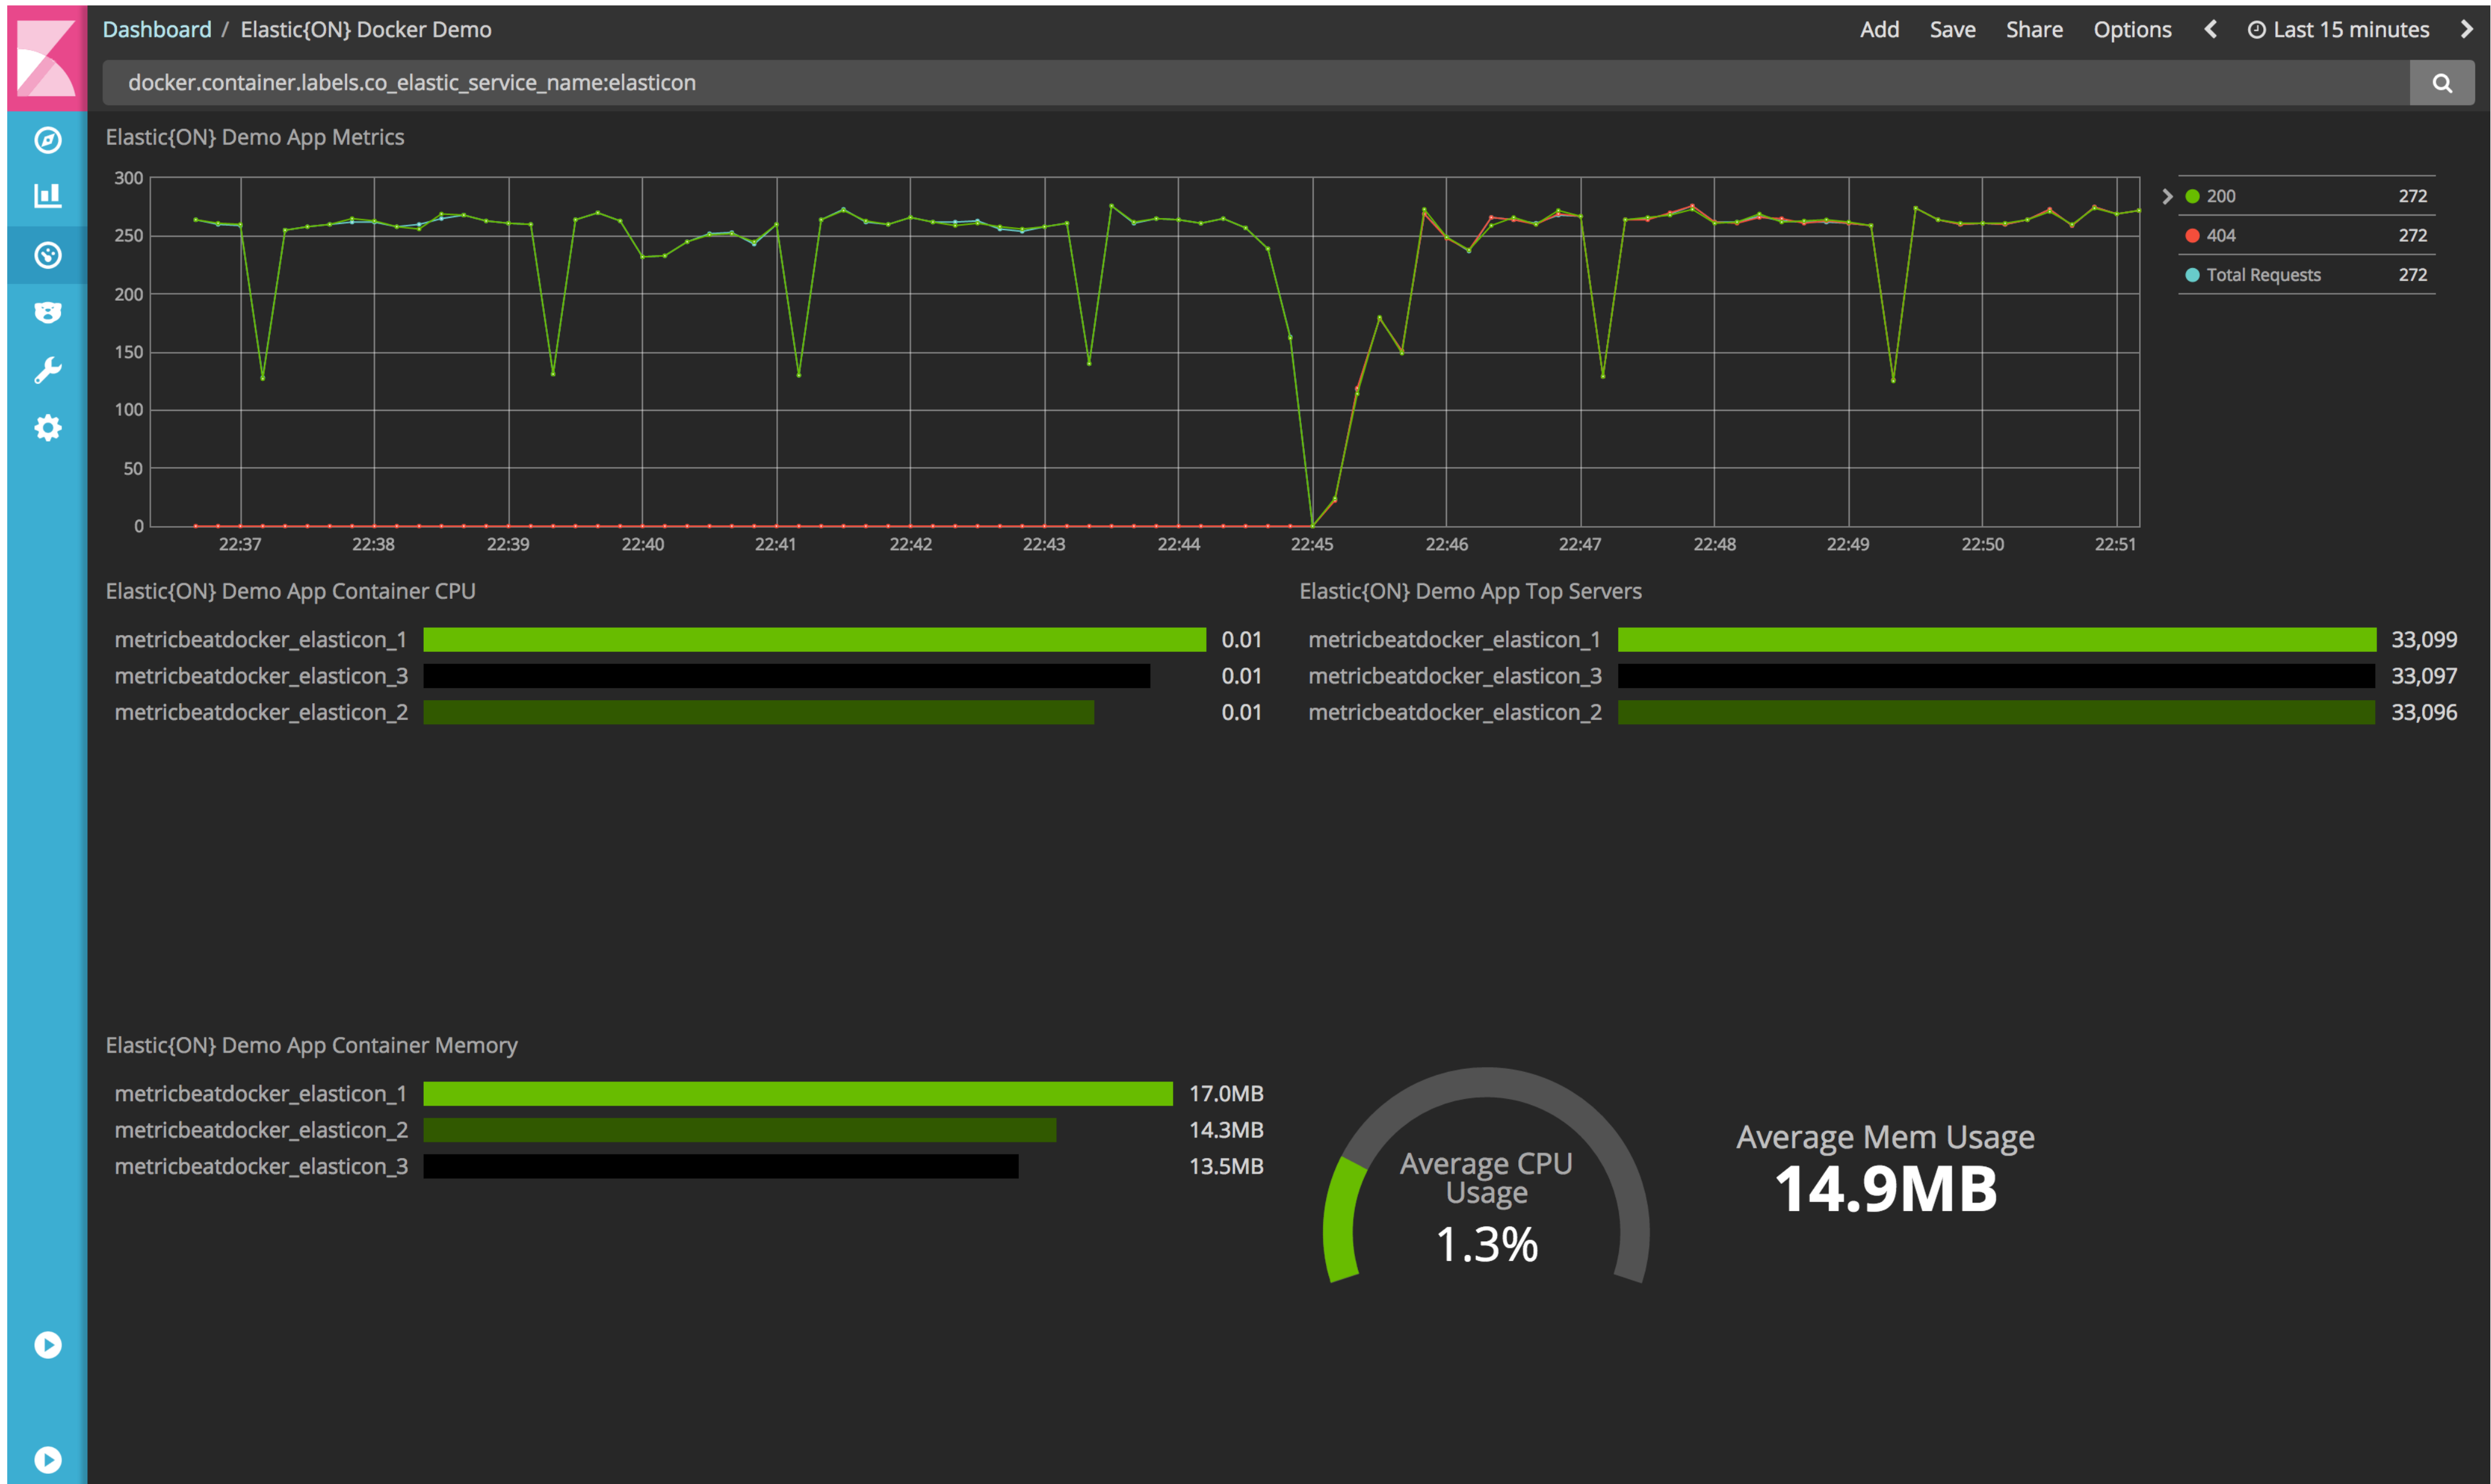 Dashboard / Elastic{ON} Docker Demo
Add Save Share Options Last 15 minutes
docker.container.labels.co_elastic_service_name:elasticon
Elastic{ON} Demo App Metrics
300
250
200
150
100
50
0
22:37 22:38 22:39 22:40 22:41 22:42 22:43 22:44 22:45 22:46 22:47 22:48 22:49 22:50 22:51
200 272
404 272
Total Requests 272
Elastic{ON} Demo App Container CPU
metricbeatdocker_elasticon_1 0.01
metricbeatdocker_elasticon_3 0.01
metricbeatdocker_elasticon_2 0.01
Elastic{ON} Demo App Top Servers
metricbeatdocker_elasticon_1 33,099
metricbeatdocker_elasticon_3 33,097
metricbeatdocker_elasticon_2 33,096
Elastic{ON} Demo App Container Memory
metricbeatdocker_elasticon_1 17.0MB
metricbeatdocker_elasticon_2 14.3MB
metricbeatdocker_elasticon_3 13.5MB
Average CPU
Usage
1.3%
Average Mem Usage
14.9MB